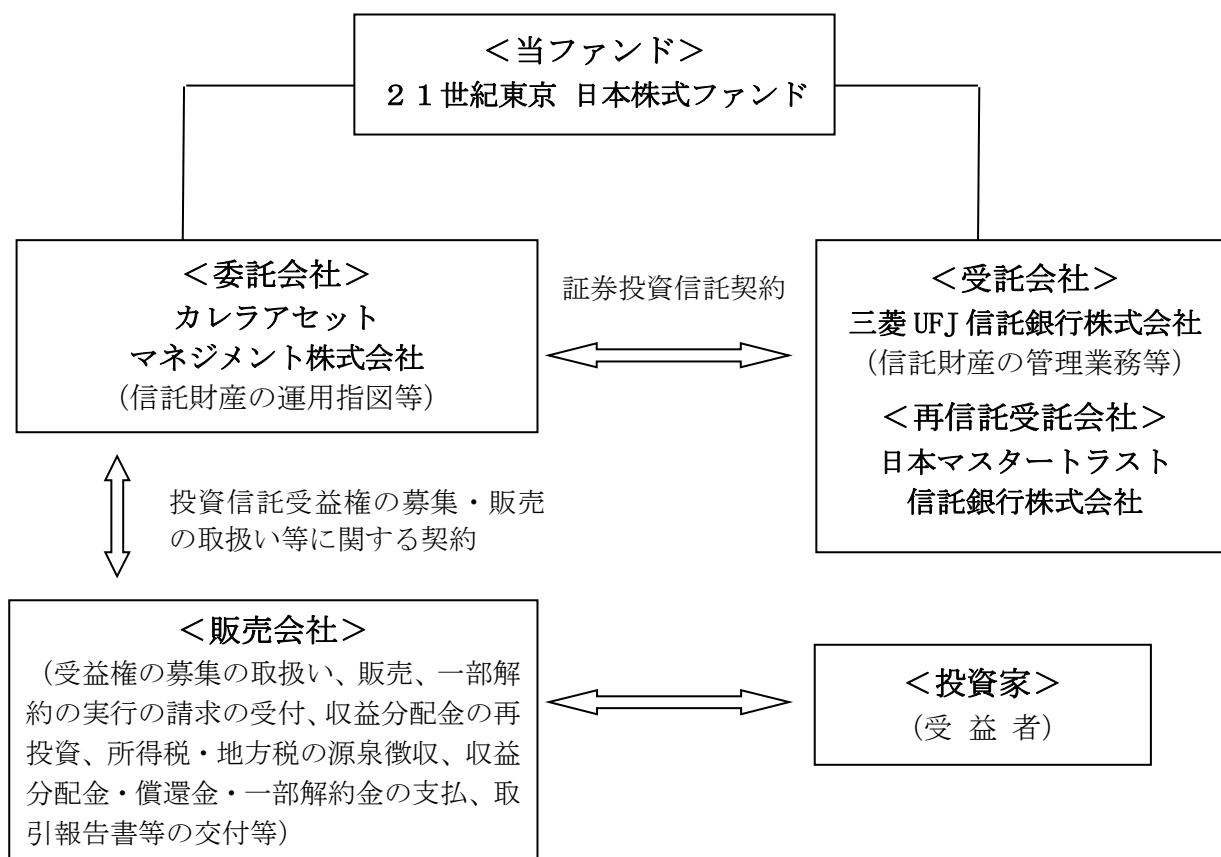 ＜当ファンド＞
２１世紀東京 日本株式ファンド
＜委託会社＞
カレラアセット
マネジメント株式会社
（信託財産の運用指図等）
証券投資信託契約
＜受託会社＞
三菱 UFJ 信託銀行株式会社
（信託財産の管理業務等）
＜再信託受託会社＞
日本マスタートラスト
信託銀行株式会社
投資信託受益権の募集・販売
の取扱い等に関する契約
＜販売会社＞
（受益権の募集の取扱い、販売、一部解
約の実行の請求の受付、収益分配金の再
投資、所得税・地方税の源泉徴収、収益
分配金・償還金・一部解約金の支払、取
引報告書等の交付等）
＜投資家＞
（受 益 者）